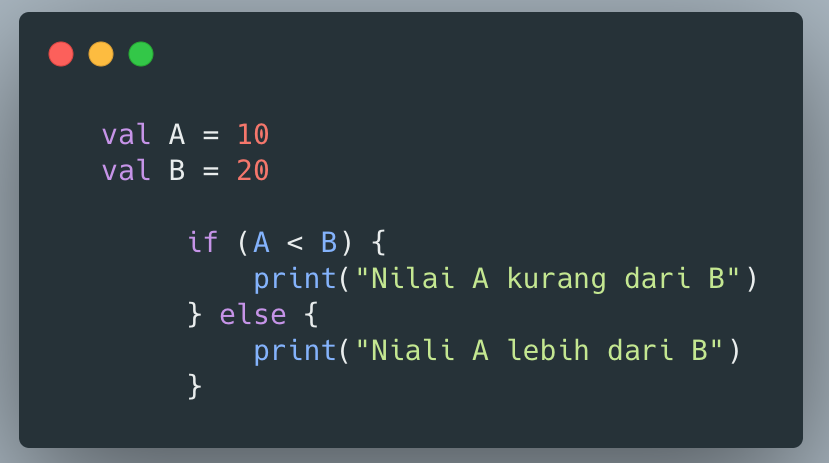 val A = 10
val B = 20
if (A < B) {
print("Nilai A kurang dari B")
} else {
print("Niali A lebih dari B")
}